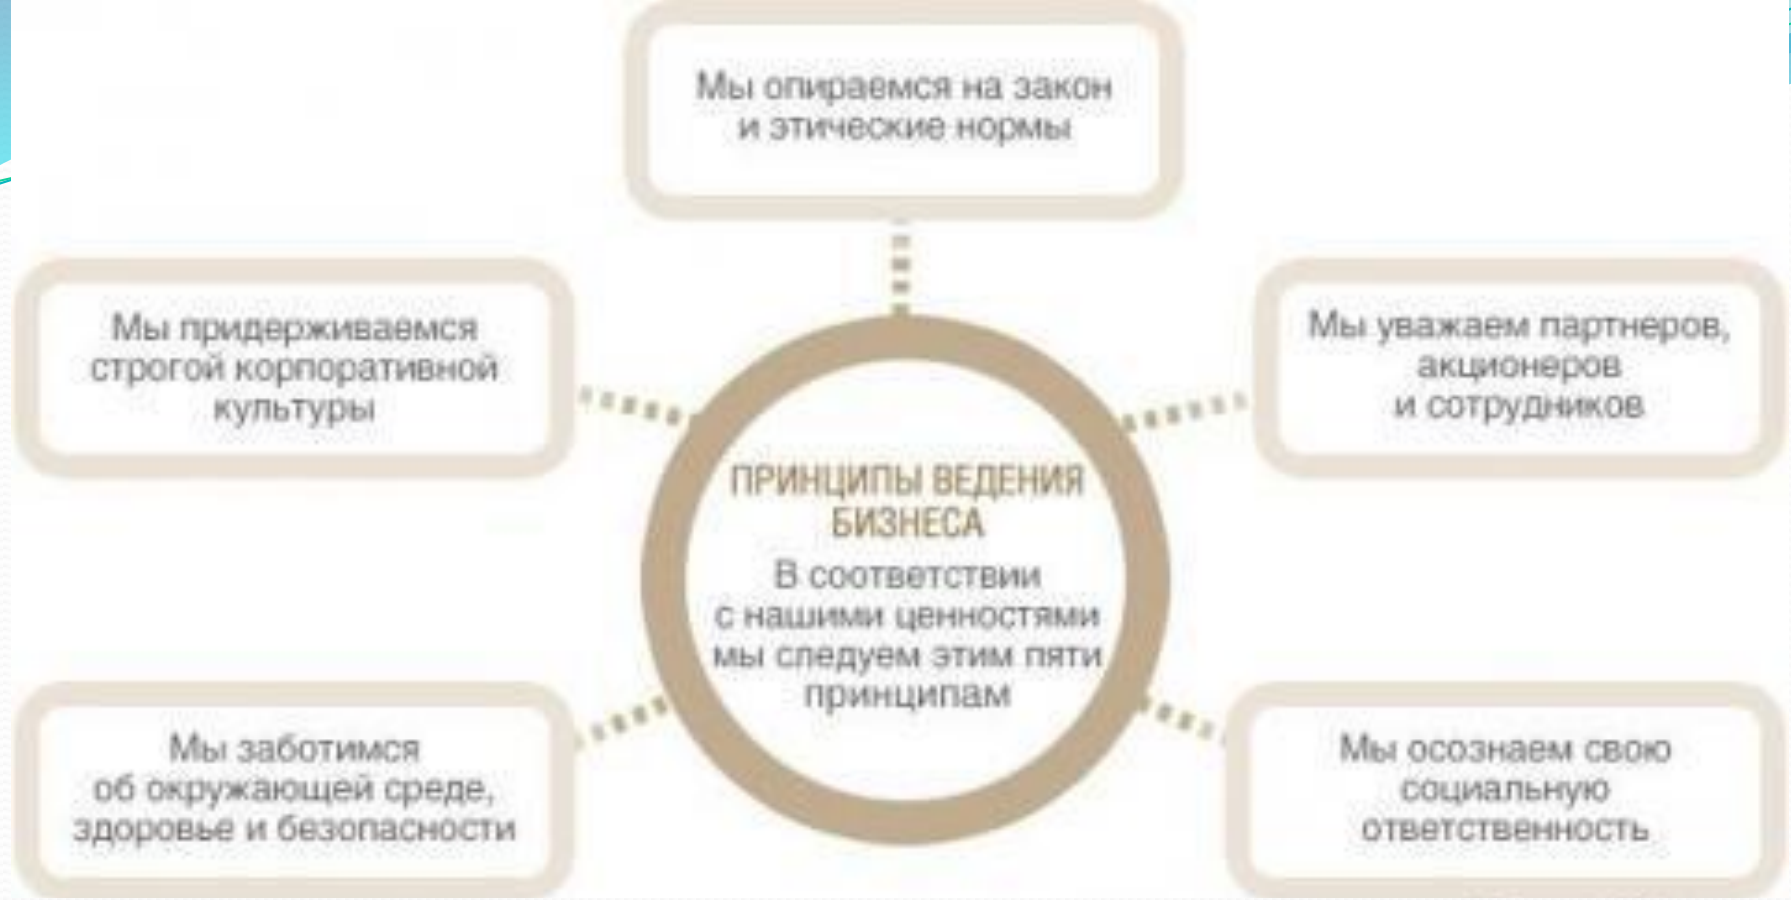 Мы опираемся на закон
и этические нормы
Мы придерживаемся
строгой корпоративной
культуры
Мы уважаем партнеров,
акционеров
и сотрудников
ПРИНЦИПЫ ВЕДЕНИЯ
БИЗНЕСА
В соответствии
с нашими ценностями
мы следуем этим пяти
принципам
Мы заботимся
об окружающей среде,
здоровье и безопасности
Мы осознаем свою
социальную
ответственность